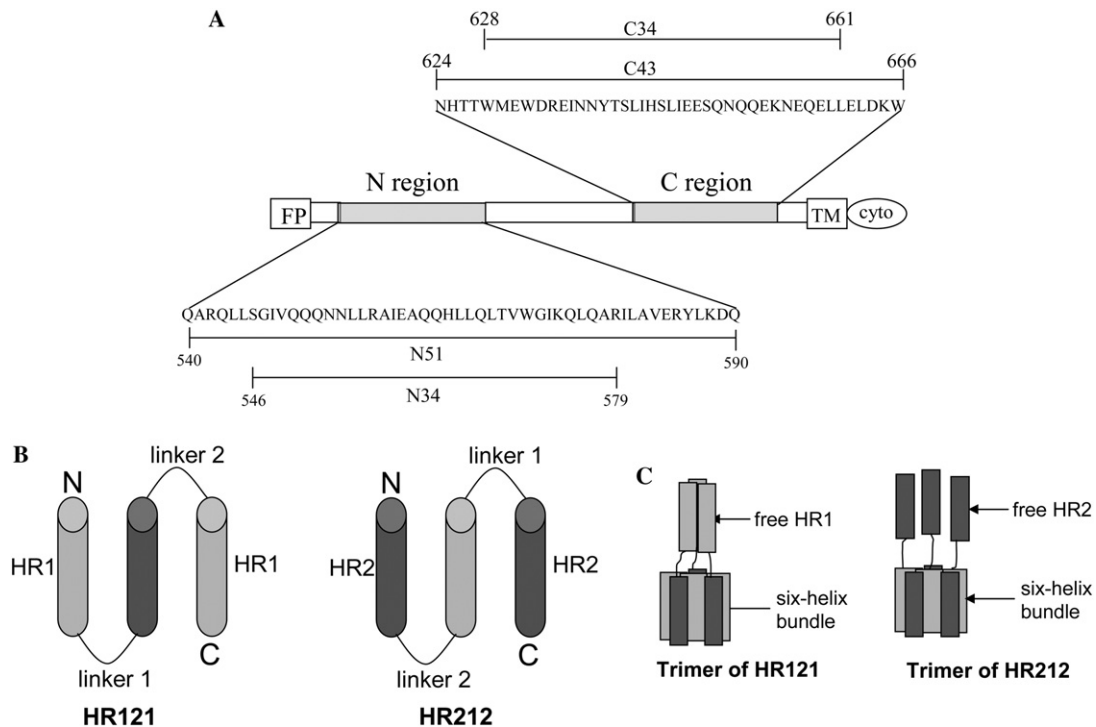 A
628 661
C34
624 666
C43
NHTTWMEWDREINNYTSLIHSLIEESQNQQEKNEQELLELDKW
N region C region
FP TM cyto
QARQLLSGIVQQQNNLLRAIEAQQHLLQLTVWGIKQLQARILAVERYLKDQ
540 N51 590
546 N34 579
B
linker 2
N
HR1 HR1
C
linker 1
HR121
linker 1
N
HR2 HR2
C
linker 2
HR212
C
free HR1
six-helix
bundle
Trimer of HR121
free HR2
six-helix
bundle
Trimer of HR212